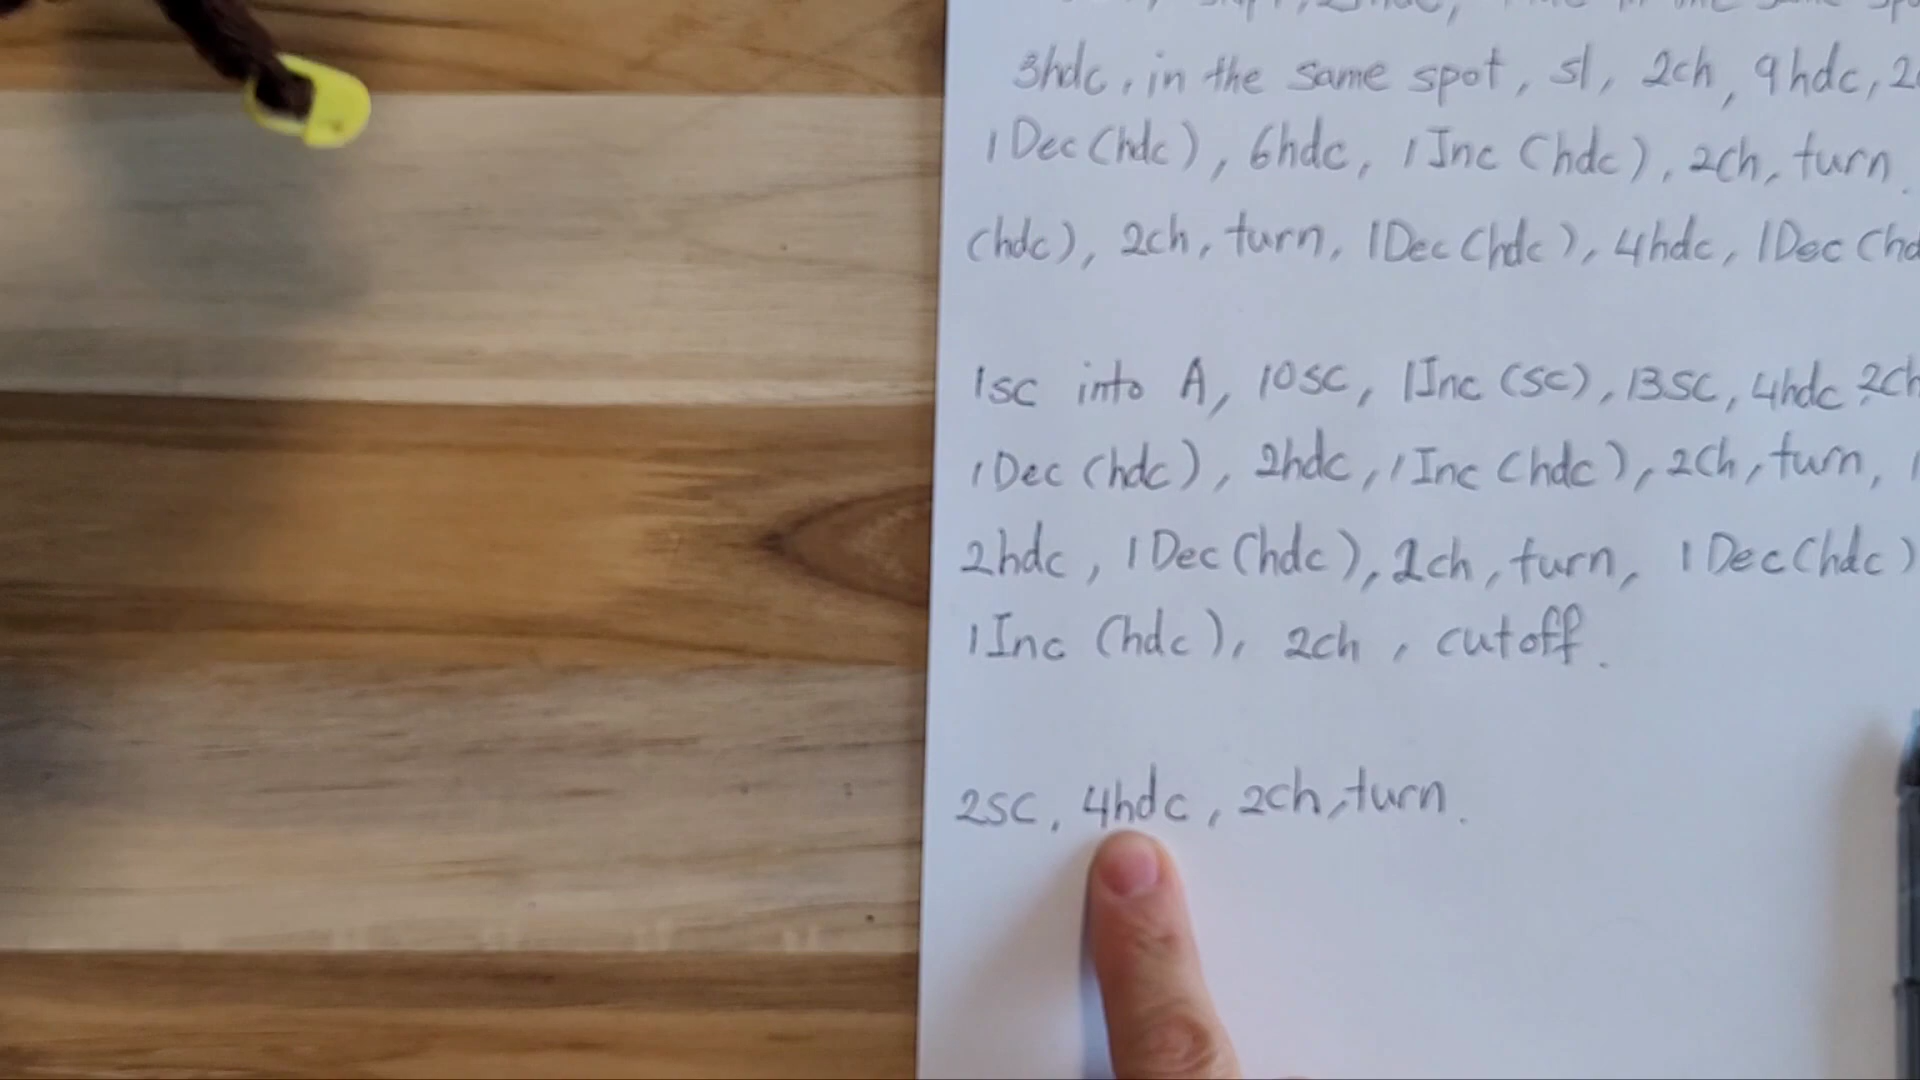 3hdc, in the same spot, sl, 2ch, 9hdc,
1Dec (hdc), 6hdc, 1Inc (hdc), 2ch, turn.
(hdc), 2ch, turn, 1Dec (hdc), 4hdc, 1Dec
1sc into A, 10sc, 1Inc (sc), 13sc, 4hdc, 2ch
1Dec (hdc), 2hdc, 1Inc (hdc), 2ch, turn,
2hdc, 1Dec (hdc), 2ch, turn, 1Dec (hdc)
1Inc (hdc), 2ch, cutoff.
2sc, 4hdc, 2ch, turn.